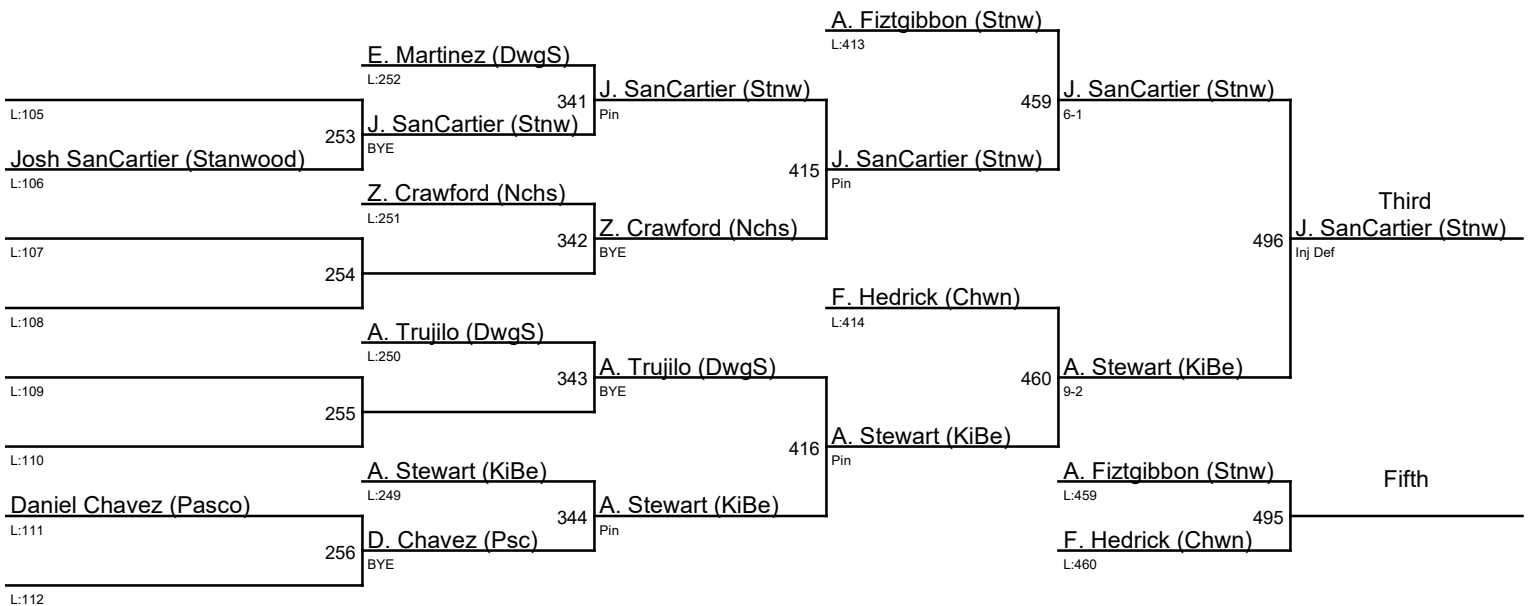 A. Fiztgibbon (Stnw)
L:413
E. Martinez (DwgS)
L:252
341
J. SanCartier (Stnw)
Pin
459
J. SanCartier (Stnw)
6-1
L:105
253
J. SanCartier (Stnw)
BYE
Josh SanCartier (Stanwood)
L:106
415
J. SanCartier (Stnw)
Pin
Z. Crawford (Nchs)
L:251
Third
342
Z. Crawford (Nchs)
BYE
496
J. SanCartier (Stnw)
Inj Def
L:107
254
L:108
F. Hedrick (Chwn)
L:414
A. Trujilo (DwgS)
L:250
343
A. Trujilo (DwgS)
BYE
460
A. Stewart (KiBe)
9-2
L:109
255
L:110
416
A. Stewart (KiBe)
Pin
A. Stewart (KiBe)
L:249
A. Fiztgibbon (Stnw)
L:459
Fifth
Daniel Chavez (Pasco)
L:111
344
A. Stewart (KiBe)
Pin
495
256
D. Chavez (Psc)
BYE
F. Hedrick (Chwn)
L:460
L:112